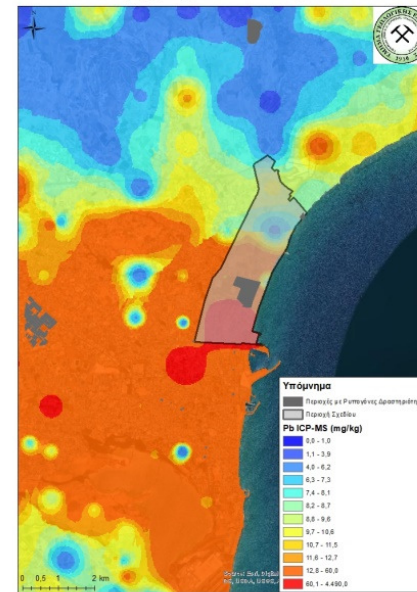 Υπόμνημα
Περιοχές με Ρυπογόνες Δραστηριότη
Περιοχή Σχεδίου
Pb ICP-MS (mg/kg)
0,0 - 1,0
1,1 - 3,9
4,0 - 6,2
6,3 - 7,3
7,4 - 8,1
8,2 - 8,7
8,8 - 9,6
9,7 - 10,6
10,7 - 11,5
11,6 - 12,7
12,8 - 60,0
60,1 - 4.490,0
0 0,5 1 2 km